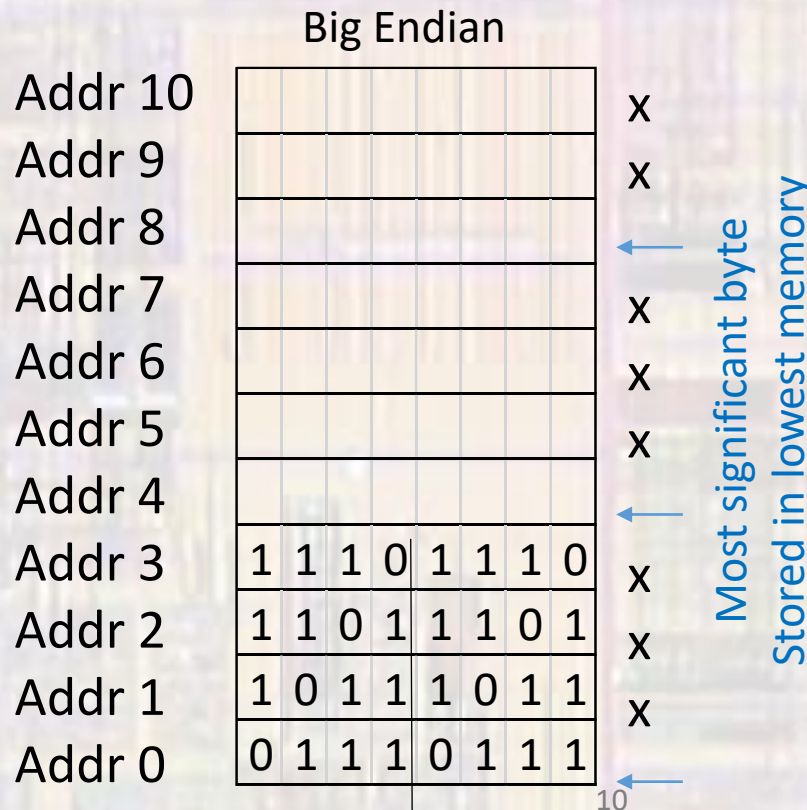 Big Endian
Addr 10 x
Addr 9 x
Addr 8
Addr 7 x
Addr 6 x
Addr 5 x
Addr 4
Addr 3 1 1 1 0 1 1 1 0 x
Addr 2 1 1 0 1 1 1 0 1 x
Addr 1 1 0 1 1 1 0 1 1 x
Addr 0 0 1 1 1 0 1 1 1
Most significant byte
Stored in lowest memory
10